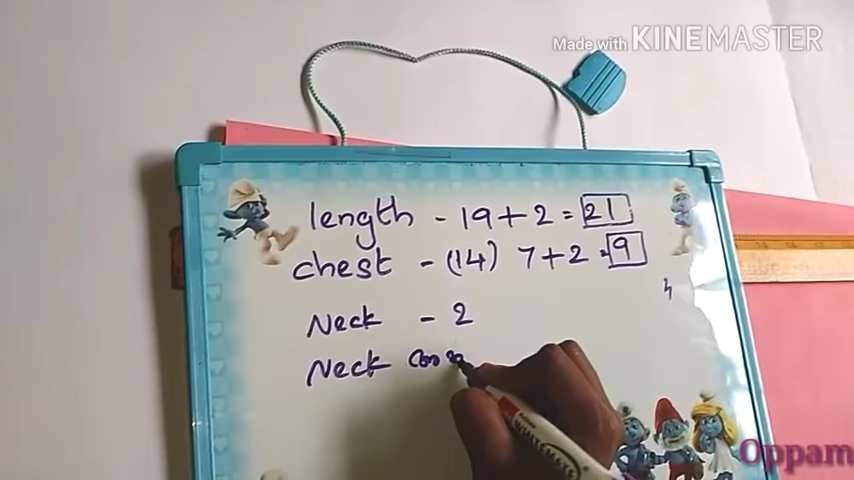 Made with KINEMASTER
length - 19+2 = 21
chest - (14) 7+2 = 9
Neck - 2
Neck
Oppam